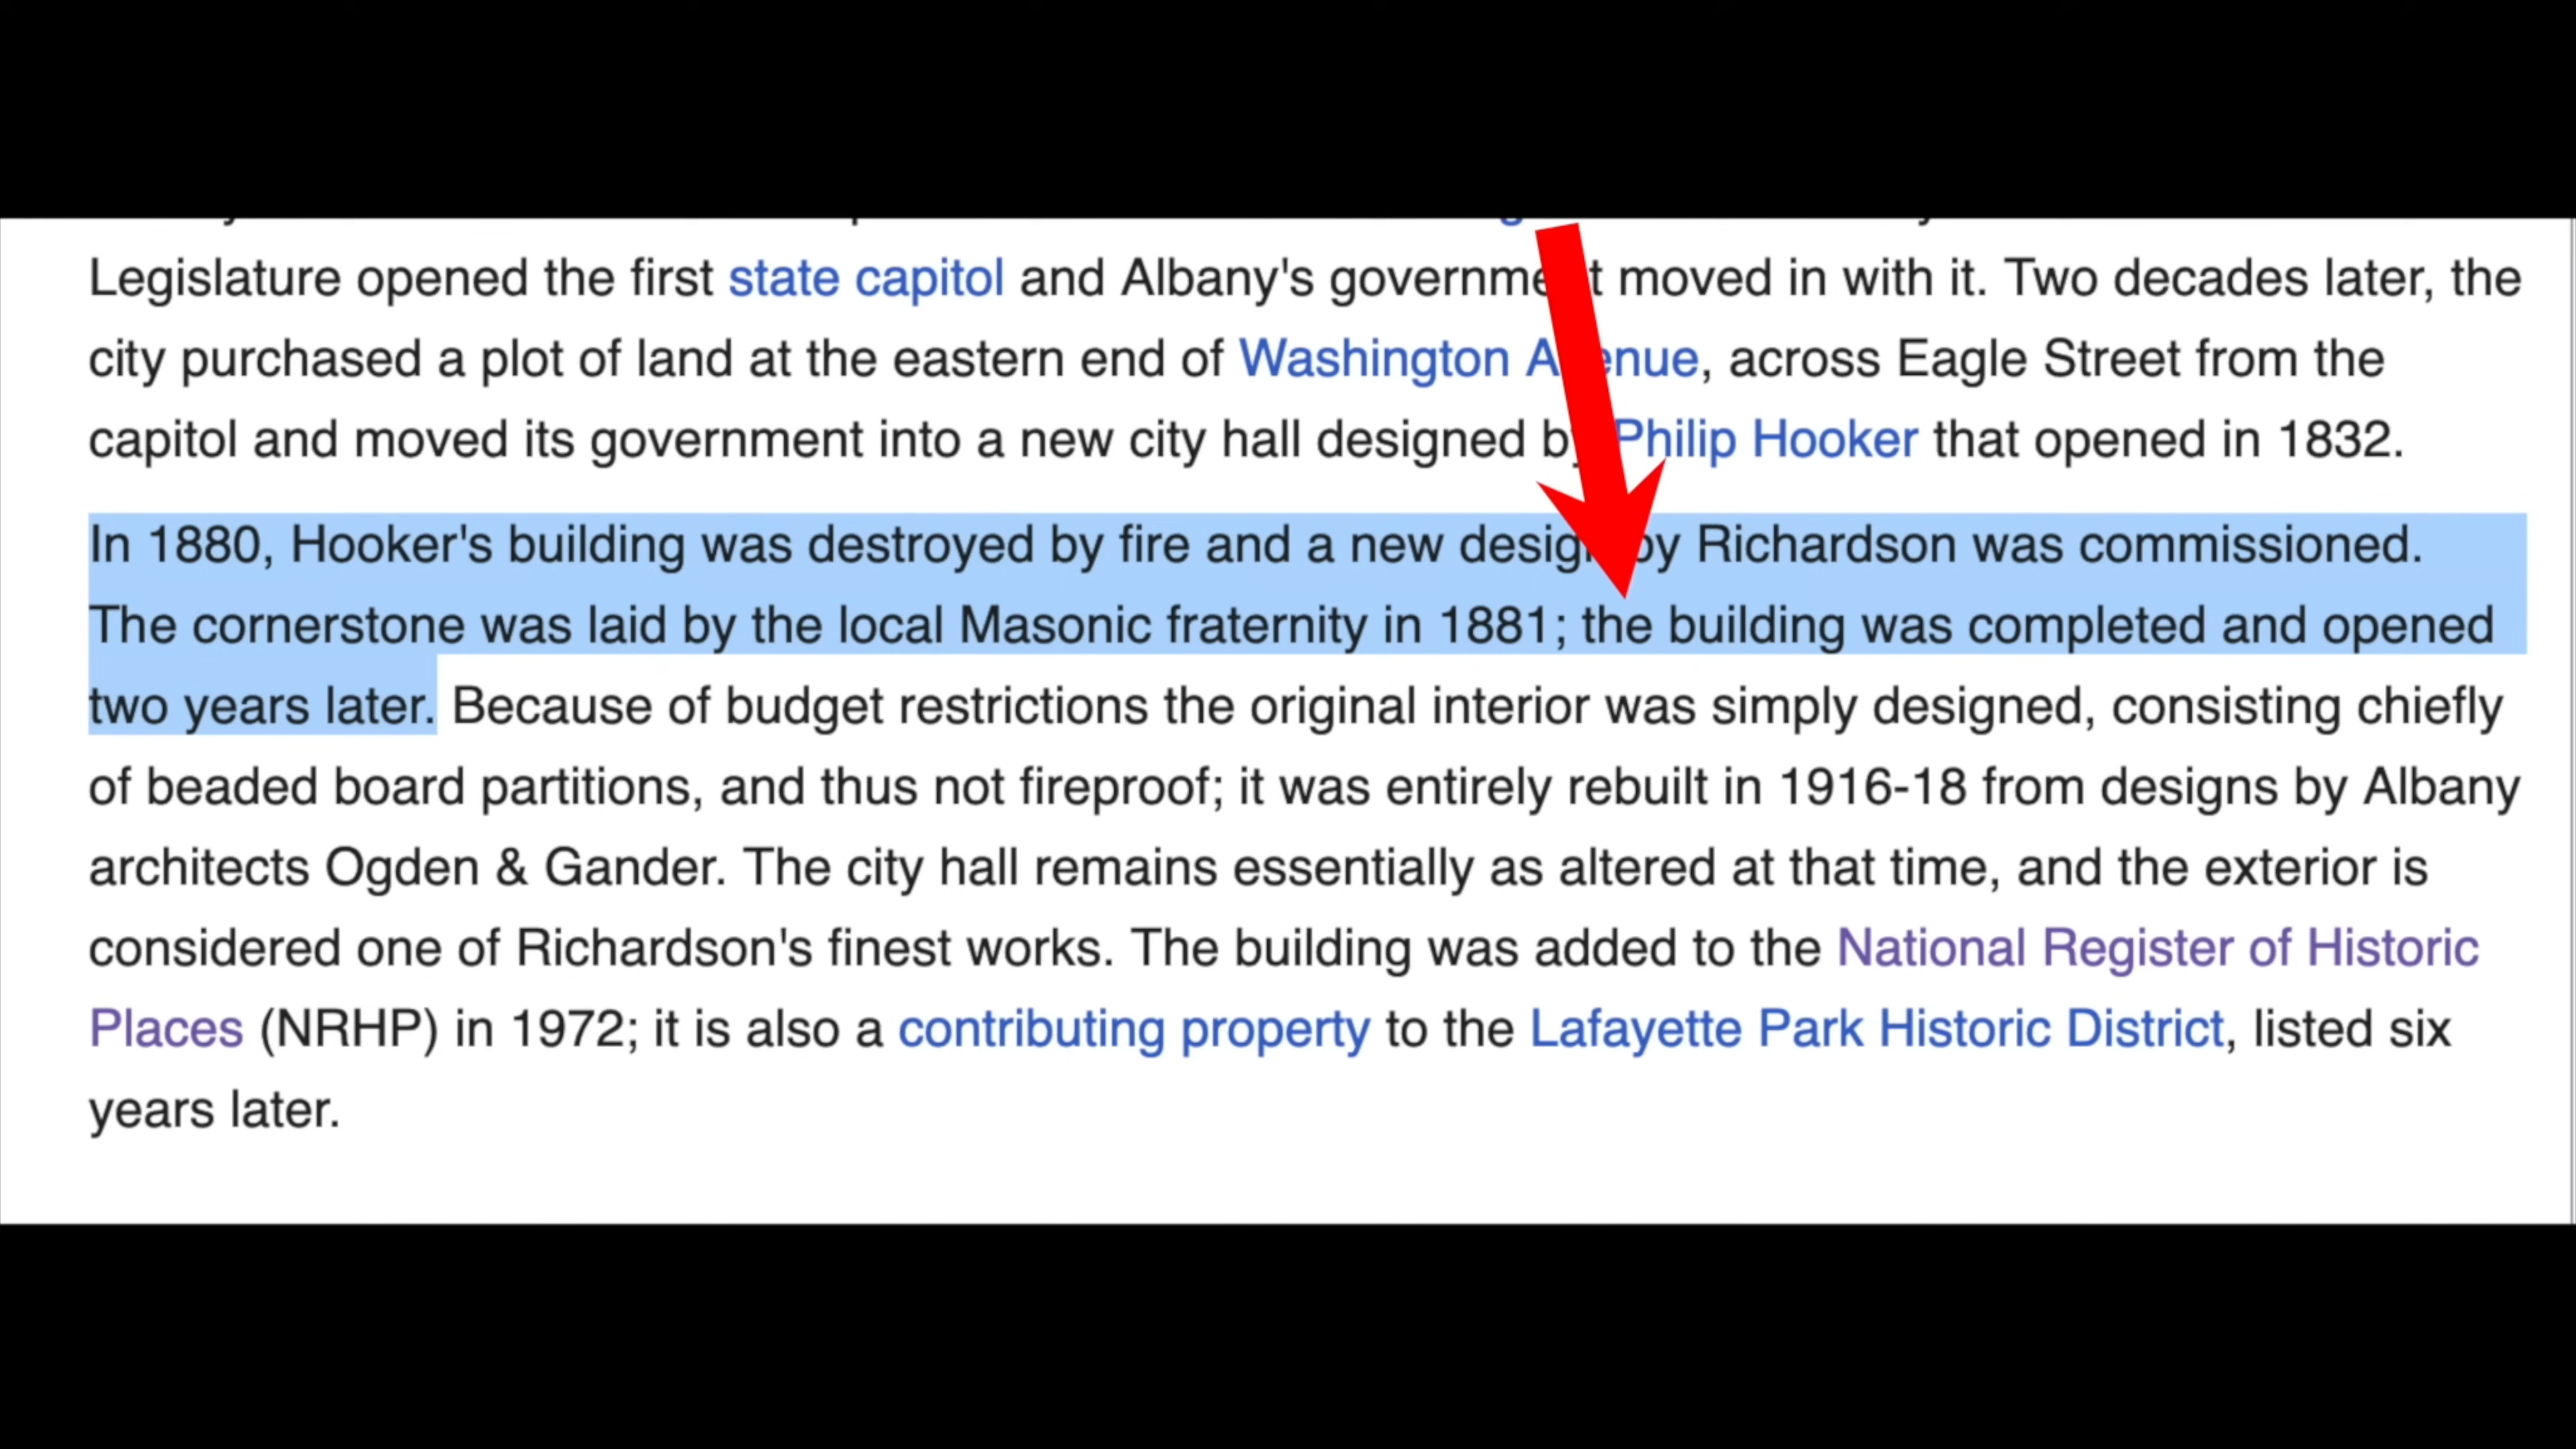 Legislature opened the first state capitol and Albany's government moved in with it. Two decades later, the
city purchased a plot of land at the eastern end of Washington Avenue, across Eagle Street from the
capitol and moved its government into a new city hall designed by Philip Hooker that opened in 1832.
In 1880, Hooker's building was destroyed by fire and a new design by Richardson was commissioned.
The cornerstone was laid by the local Masonic fraternity in 1881; the building was completed and opened
two years later. Because of budget restrictions the original interior was simply designed, consisting chiefly
of beaded board partitions, and thus not fireproof; it was entirely rebuilt in 1916-18 from designs by Albany
architects Ogden & Gander. The city hall remains essentially as altered at that time, and the exterior is
considered one of Richardson's finest works. The building was added to the National Register of Historic
Places (NRHP) in 1972; it is also a contributing property to the Lafayette Park Historic District, listed six
years later.